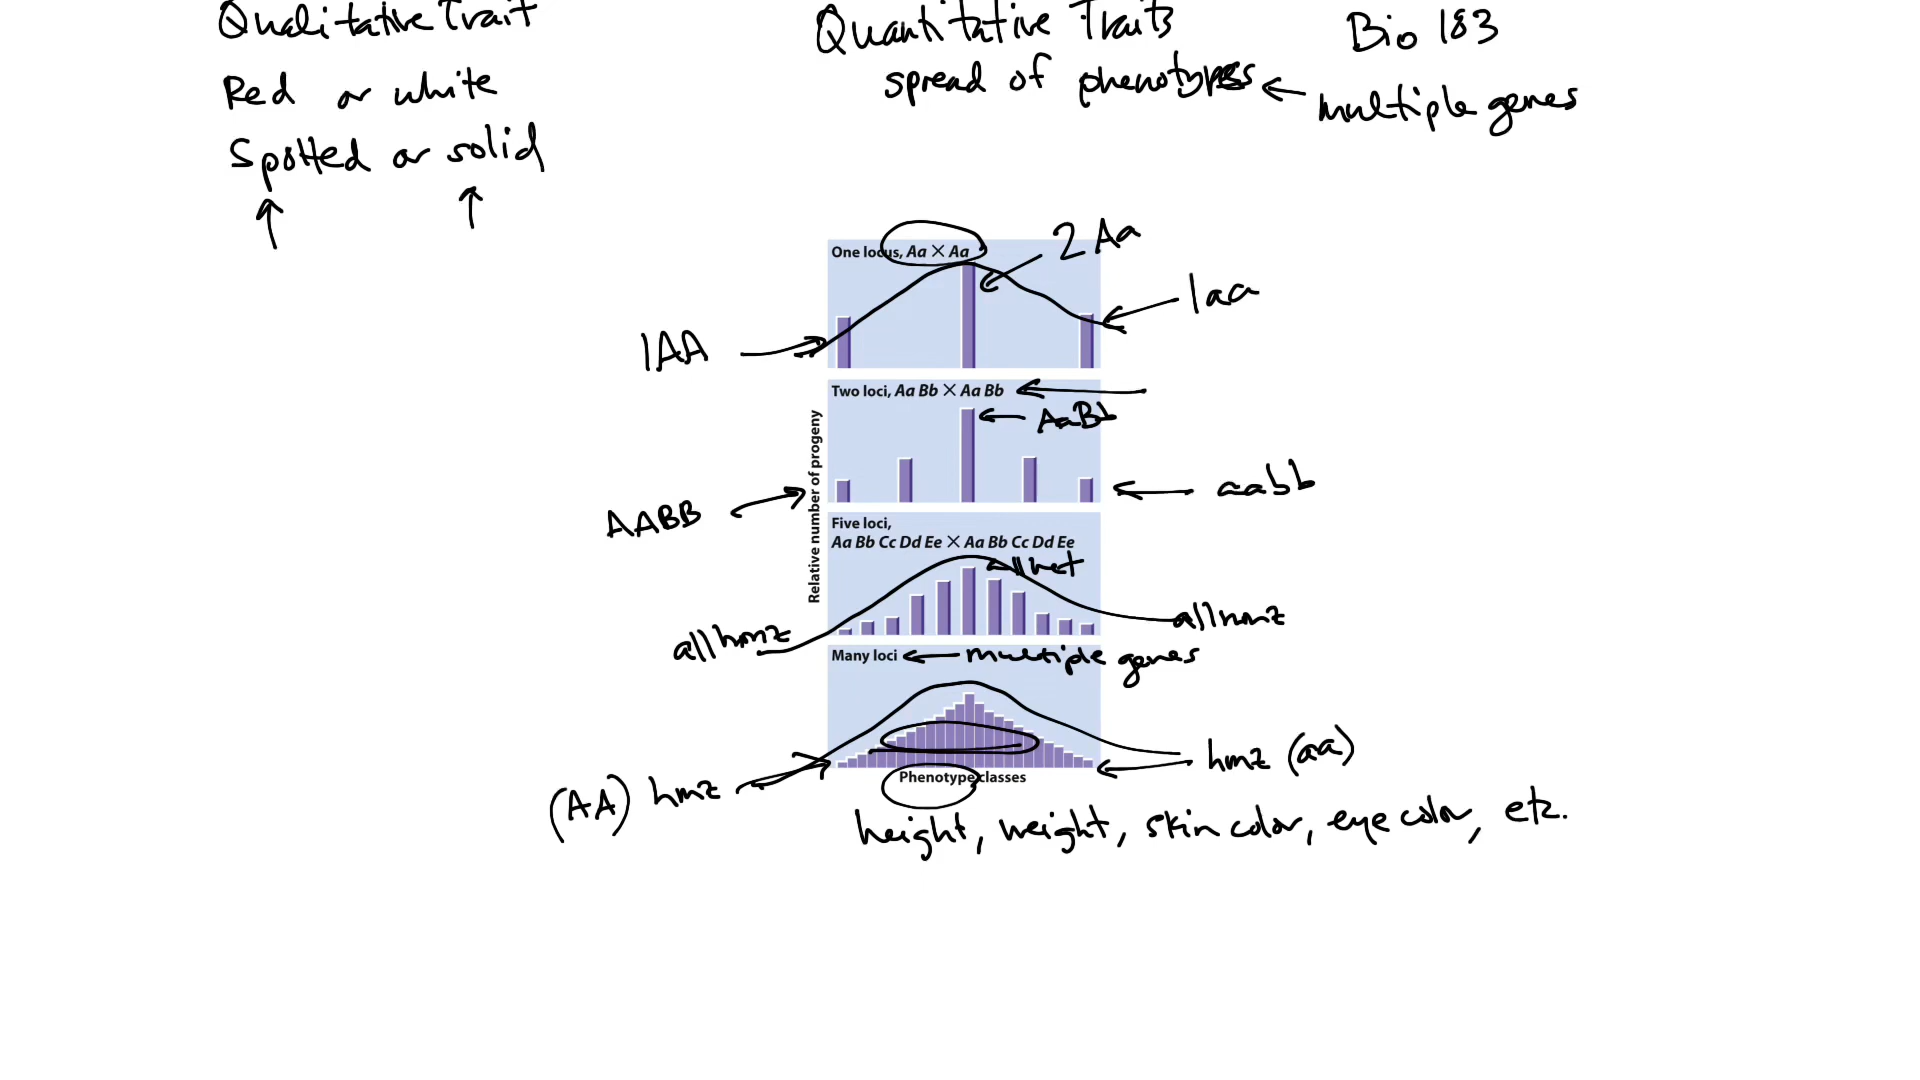 Qualitative Trait
Red or white
Spotted or solid
Quantitative Traits
spread of phenotypes
Bio 183
multiple genes
One locus, Aa × Aa
2 Aa
1 aa
1AA
Two loci, Aa Bb × Aa Bb
AaBb
AABB
aabb
Relative number of progeny
Five loci,
Aa Bb Cc Dd Ee × Aa Bb Cc Dd Ee
all het
all hmz
all hmz
Many loci
multiple genes
(AA) hmz
hmz (aa)
Phenotype classes
height, weight, skin color, eye color, etc.